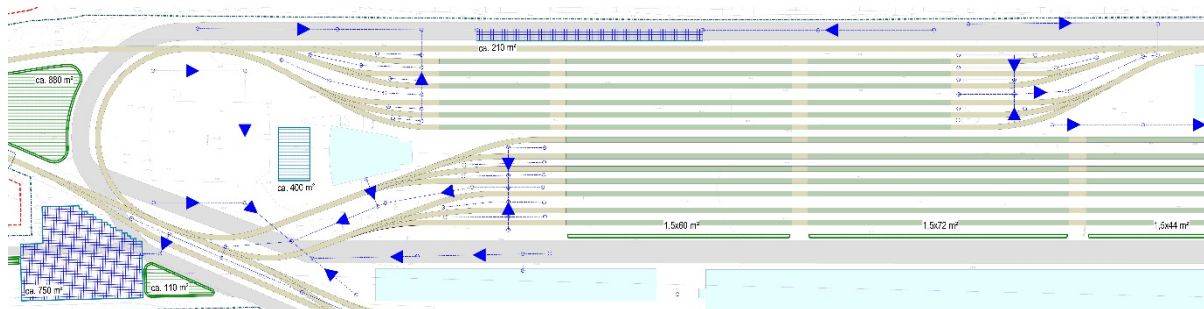 ca. 210 m²
ca. 880 m²
ca. 400 m²
1.5x60 m²
1.5x72 m²
1,5x44 m²
ca. 750 m²
ca. 110 m²